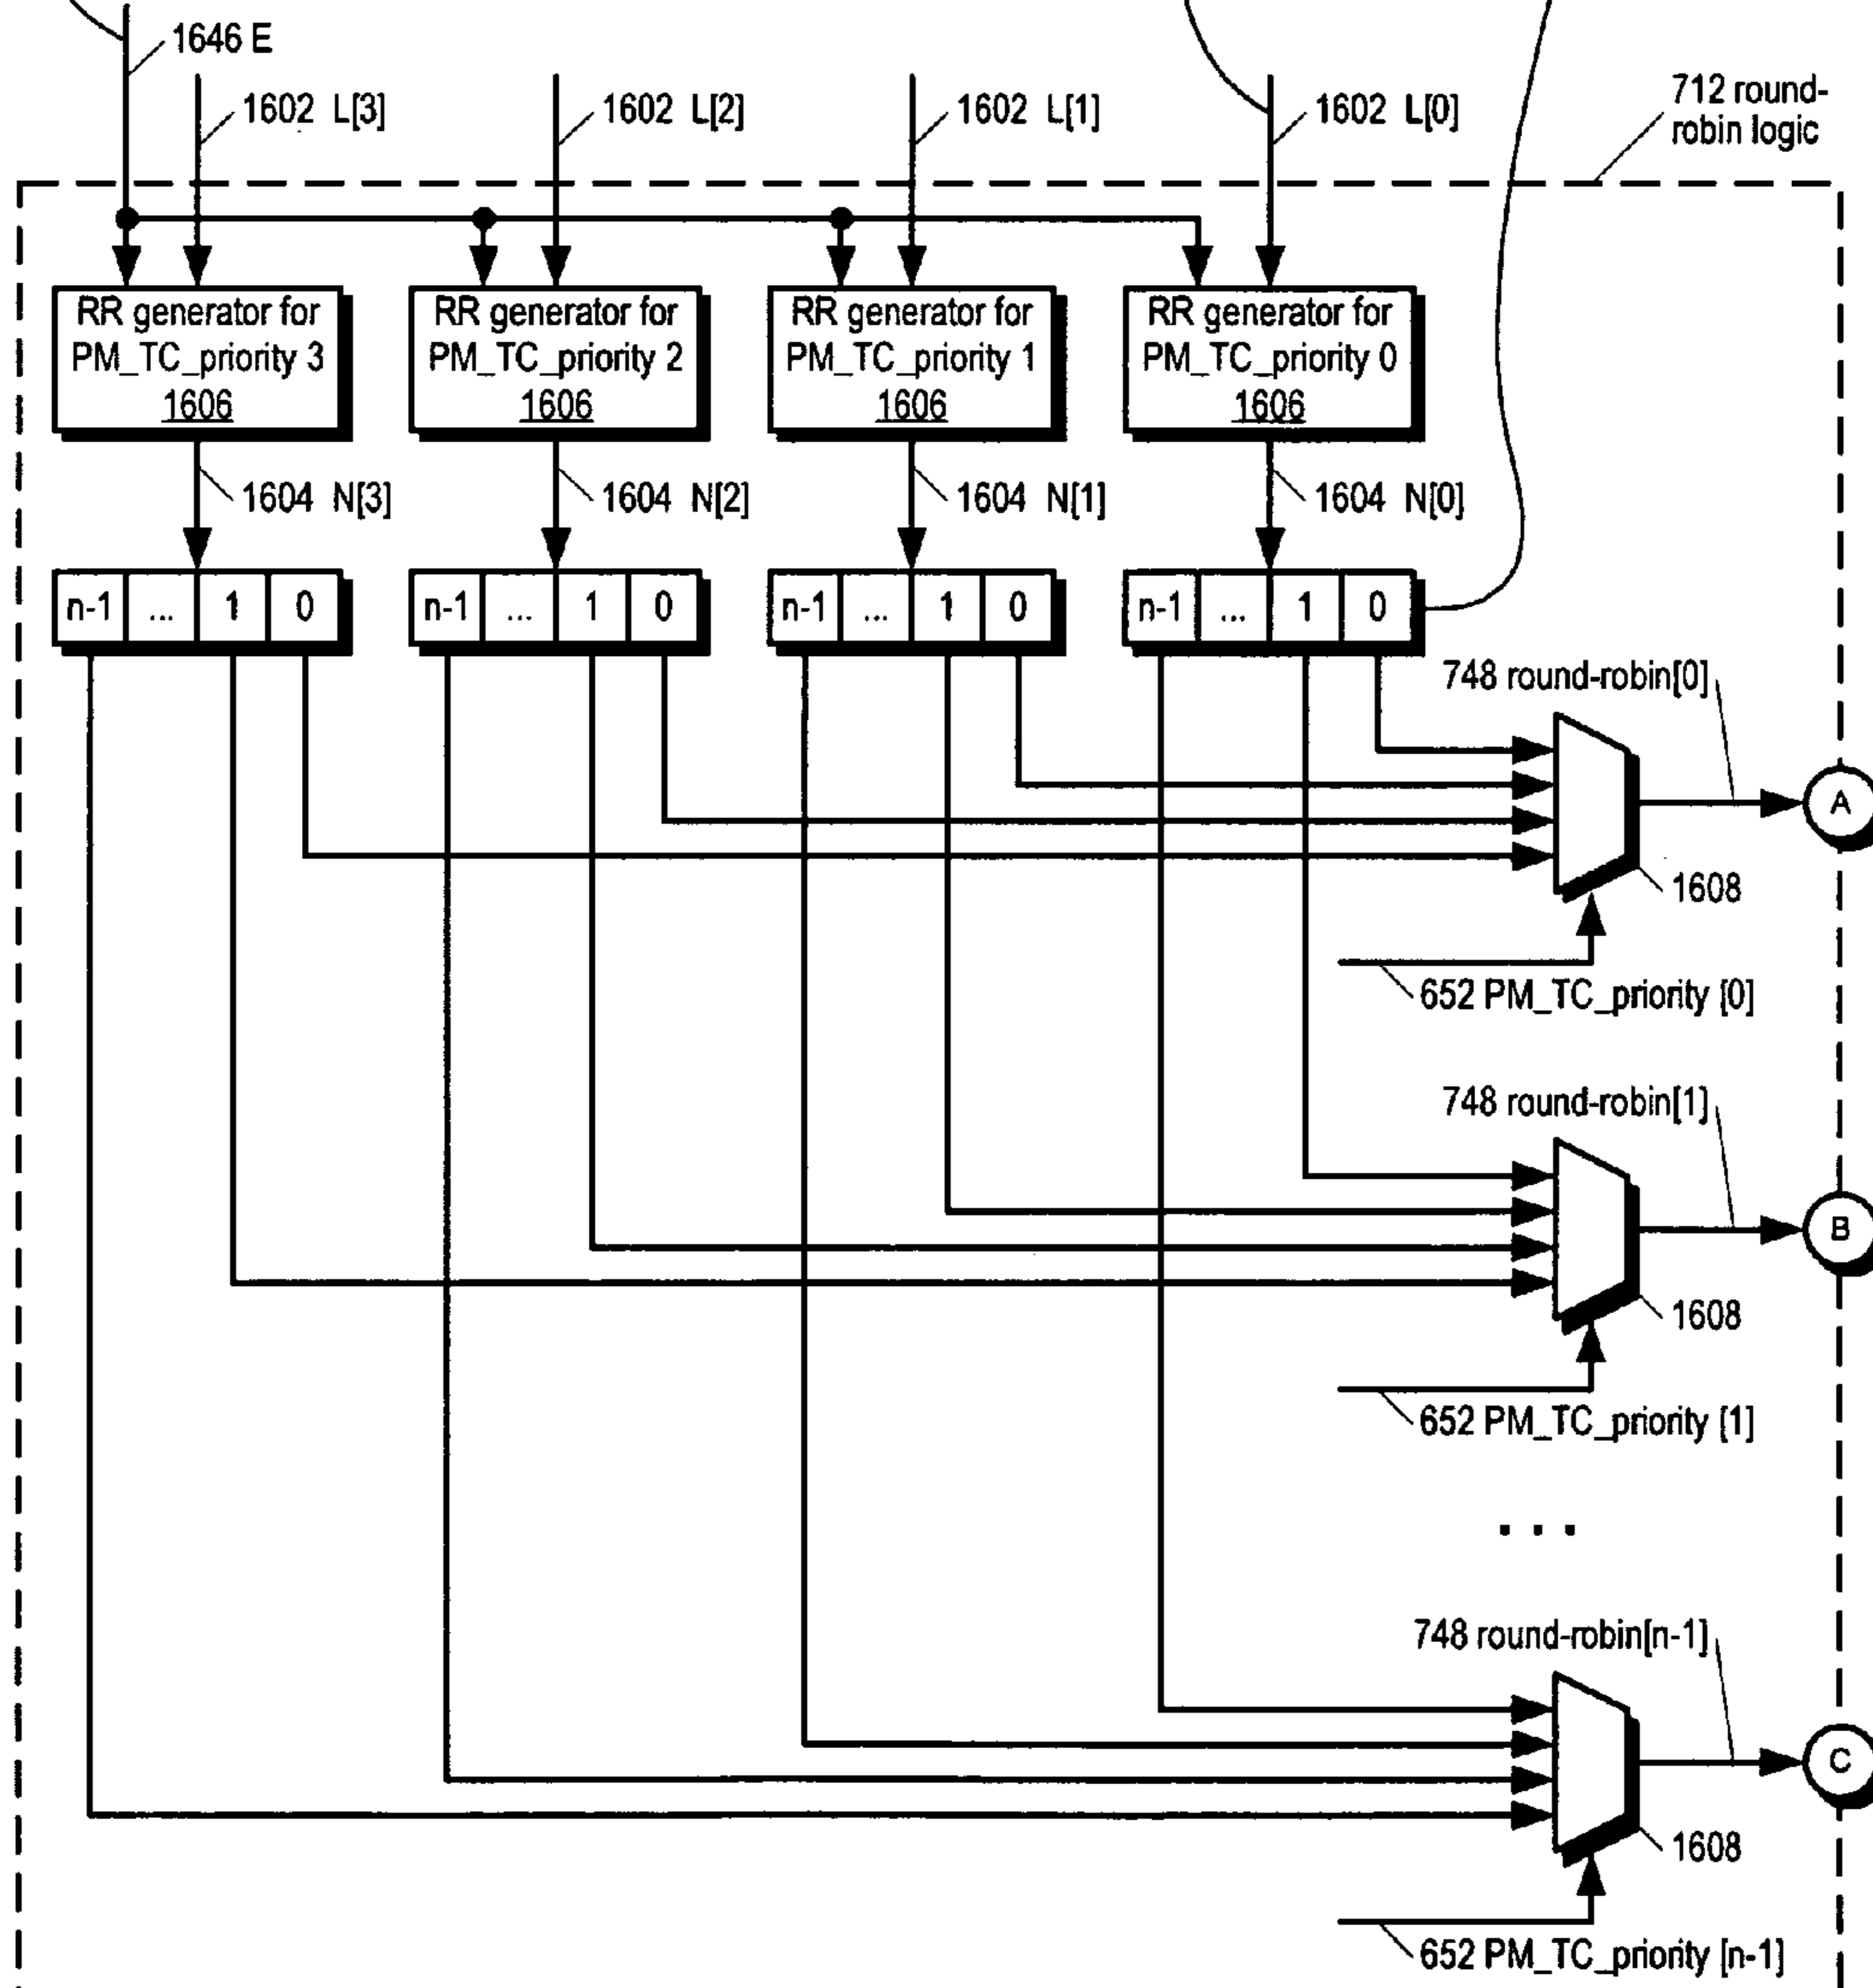 1646 E
1602 L[3]
1602 L[2]
1602 L[1]
1602 L[0]
712 round-
robin logic
RR generator for
PM_TC_priority 3
1606
RR generator for
PM_TC_priority 2
1606
RR generator for
PM_TC_priority 1
1606
RR generator for
PM_TC_priority 0
1606
1604 N[3]
1604 N[2]
1604 N[1]
1604 N[0]
n-1 ... 1 0
n-1 ... 1 0
n-1 ... 1 0
n-1 ... 1 0
748 round-robin[0]
A
1608
652 PM_TC_priority [0]
748 round-robin[1]
B
1608
652 PM_TC_priority [1]
...
748 round-robin[n-1]
C
1608
652 PM_TC_priority [n-1]